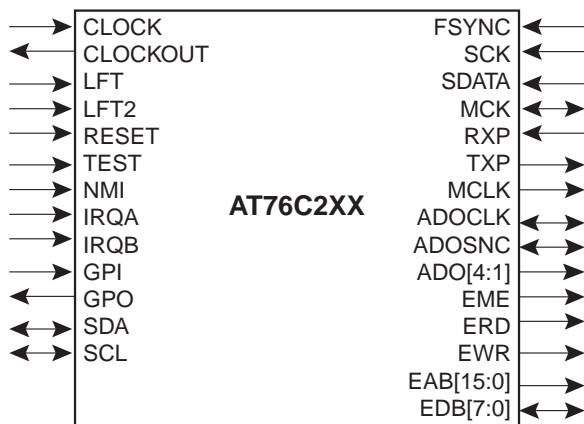 CLOCK
CLOCKOUT
LFT
LFT2
RESET
TEST
NMI
IRQA
IRQB
GPI
GPO
SDA
SCL
AT76C2XX
FSYNC
SCK
SDATA
MCK
RXP
TXP
MCLK
ADOCLK
ADOSNC
ADO[4:1]
EME
ERD
EWR
EAB[15:0]
EDB[7:0]